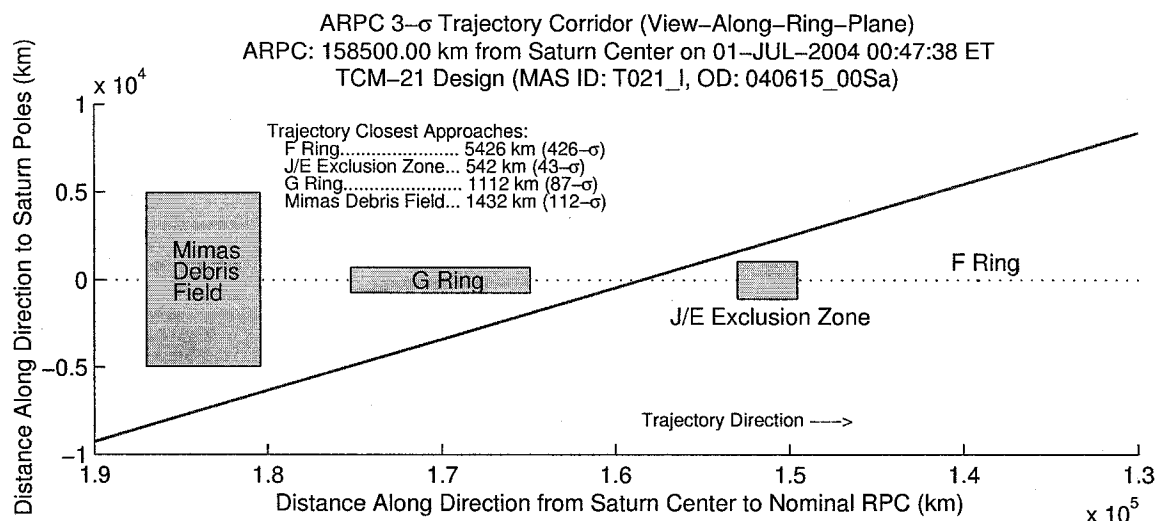 ARPC 3−σ Trajectory Corridor (View−Along−Ring−Plane)
ARPC: 158500.00 km from Saturn Center on 01−JUL−2004 00:47:38 ET
TCM−21 Design (MAS ID: T021_I, OD: 040615_00Sa)
x 10^4
Distance Along Direction to Saturn Poles (km)
1
0.5
0
−0.5
−1
Trajectory Closest Approaches:
F Ring..................... 5426 km (426−σ)
J/E Exclusion Zone... 542 km (43−σ)
G Ring..................... 1112 km (87−σ)
Mimas Debris Field... 1432 km (112−σ)
Mimas
Debris
Field
G Ring
F Ring
J/E Exclusion Zone
Trajectory Direction −−−−>
1.9
1.8
1.7
1.6
1.5
1.4
1.3
Distance Along Direction from Saturn Center to Nominal RPC (km)
x 10^5